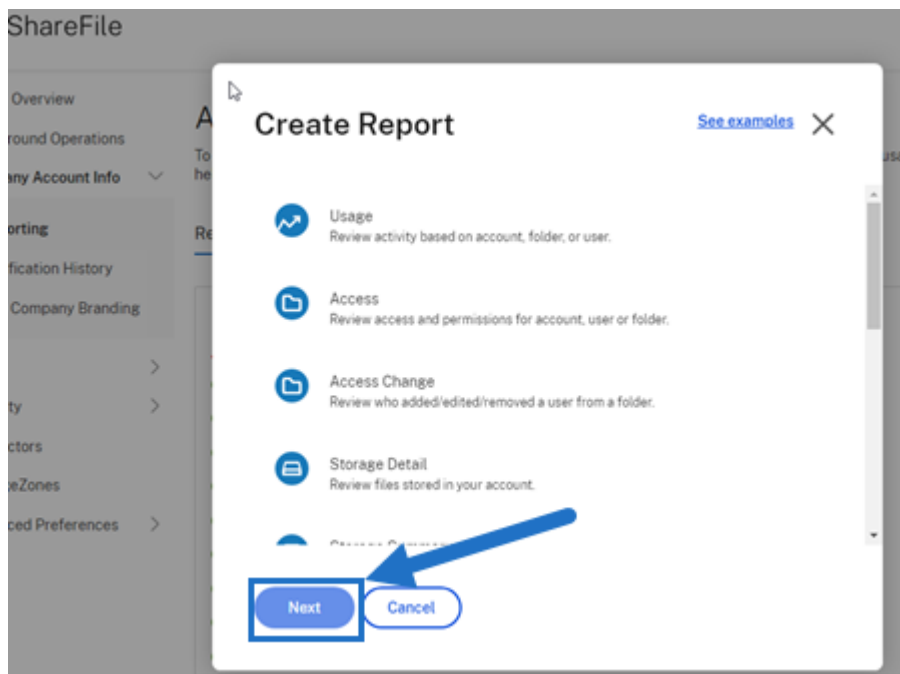 ShareFile
Overview
round Operations
any Account Info
orting
fication History
Company Branding
ty
ctors
eZones
ced Preferences
A
To
he
Re
usa
Create Report
See examples
Usage
Review activity based on account, folder, or user.
Access
Review access and permissions for account, user or folder.
Access Change
Review who added/edited/removed a user from a folder.
Storage Detail
Review files stored in your account.
Next
Cancel